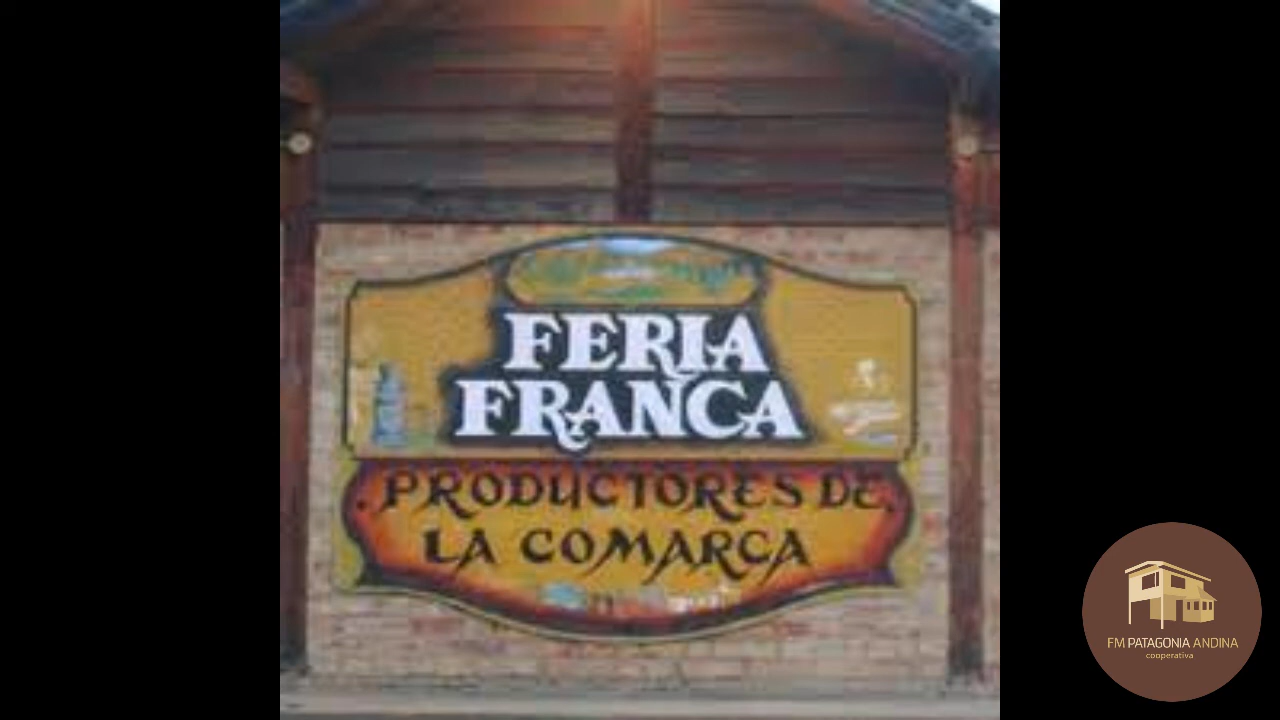 FERIA
FRANCA
PRODUCTORES DE
LA COMARCA
FM PATAGONIA ANDINA
cooperativa